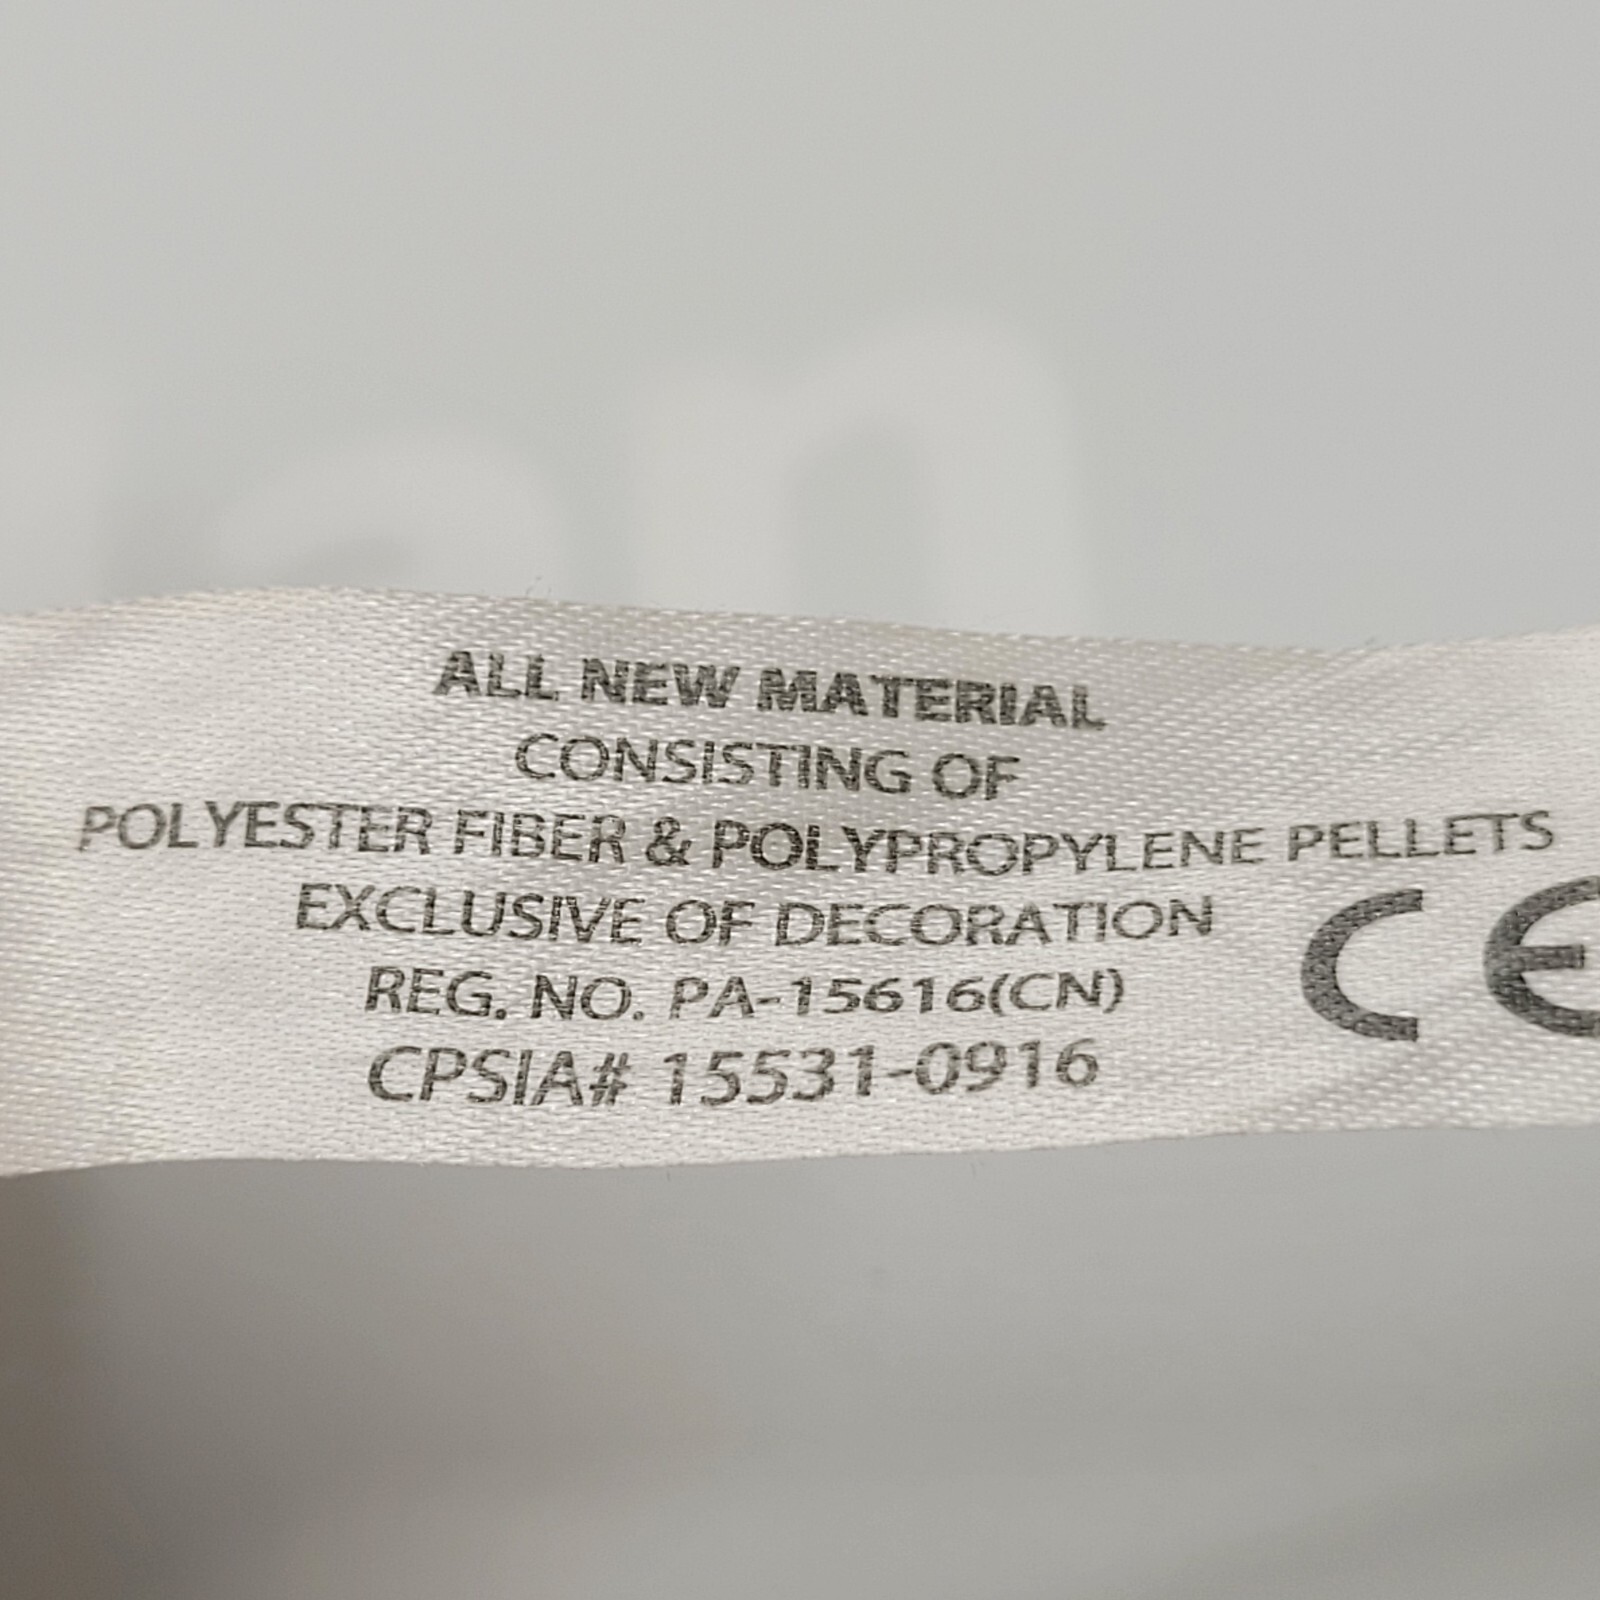 ALL NEW MATERIAL
CONSISTING OF
POLYESTER FIBER & POLYPROPYLENE PELLETS
EXCLUSIVE OF DECORATION
REG. NO. PA-15616(CN)
CPSIA# 15531-0916
CE